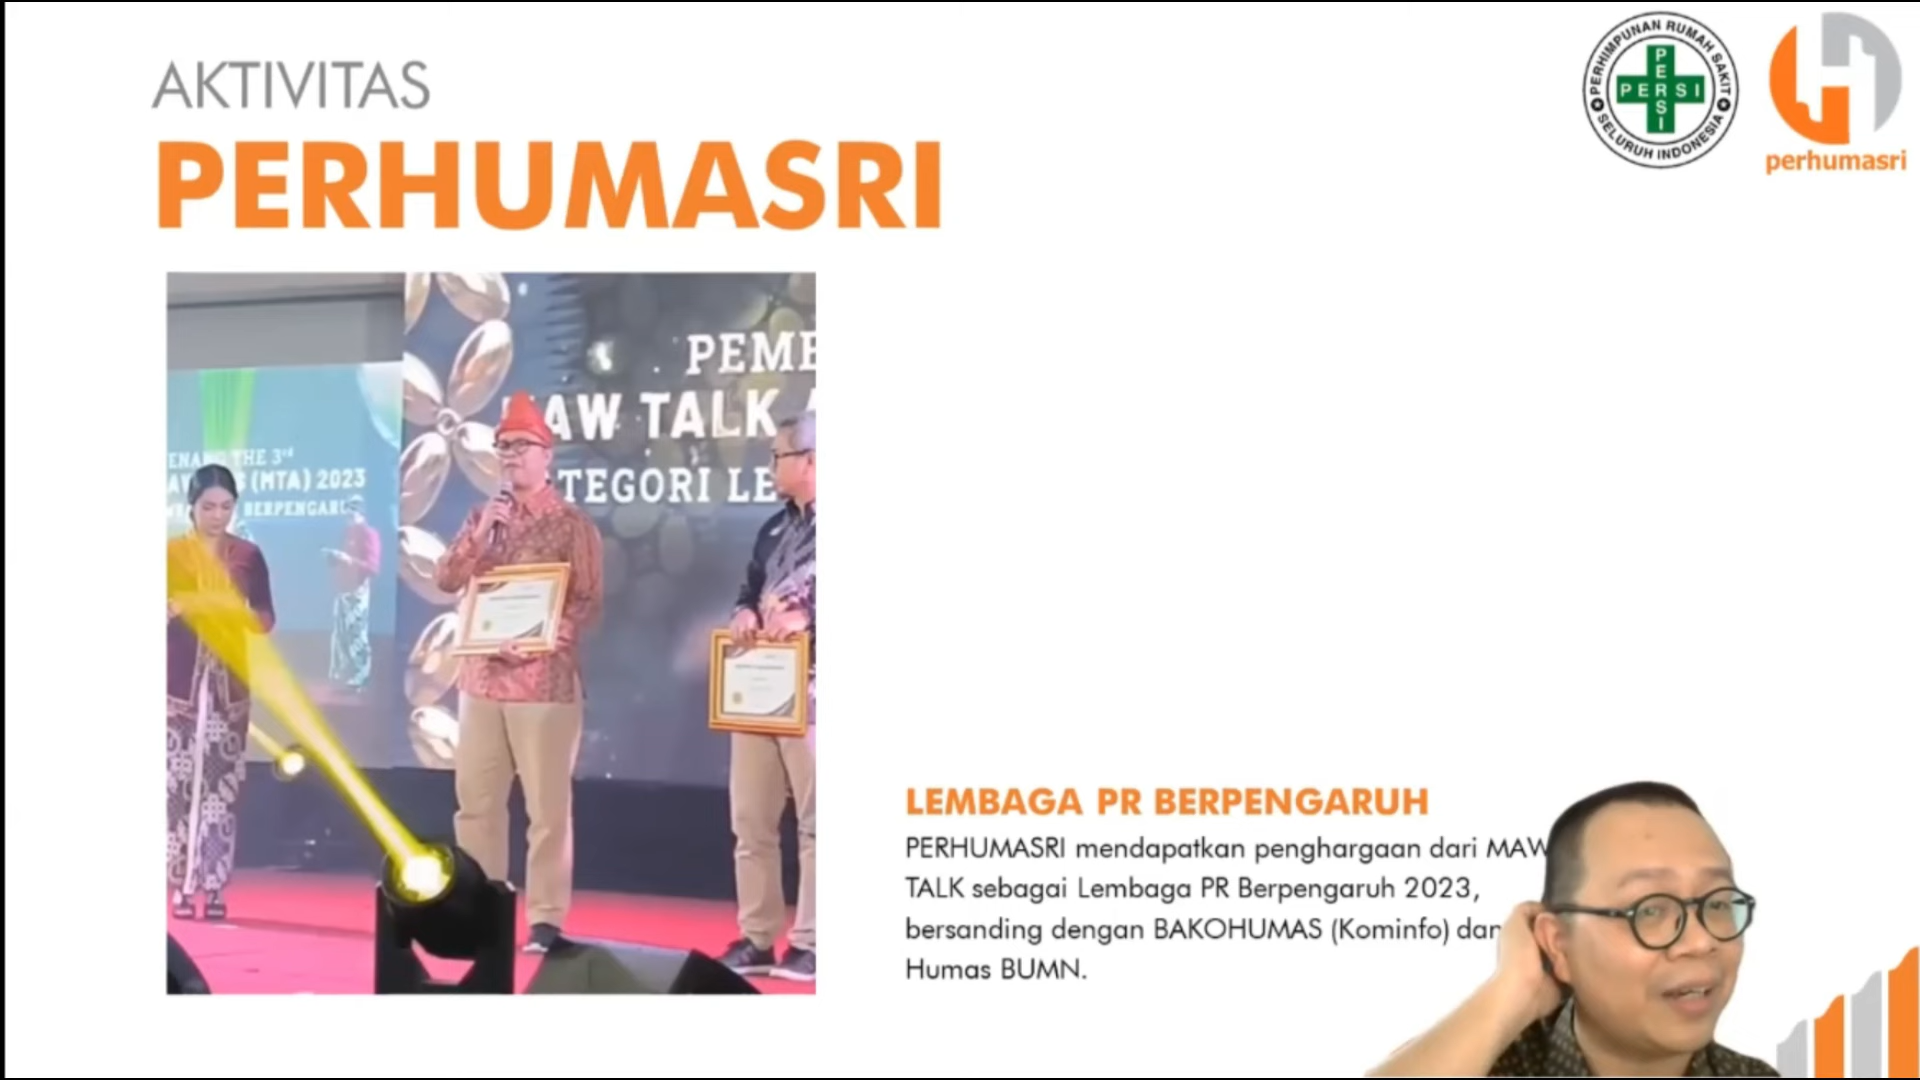 AKTIVITAS
PERHUMASRI
PERHIMPUNAN RUMAH SAKIT
PERSI
PERSI
SELURUH INDONESIA
perhumasri
PEME
AW TALK
TEGORI LE
THE 3rd
(MTA) 2023
LEMBAGA PR BERPENGARUH
PERHUMASRI mendapatkan penghargaan dari MAW
TALK sebagai Lembaga PR Berpengaruh 2023,
bersanding dengan BAKOHUMAS (Kominfo) dan
Humas BUMN.